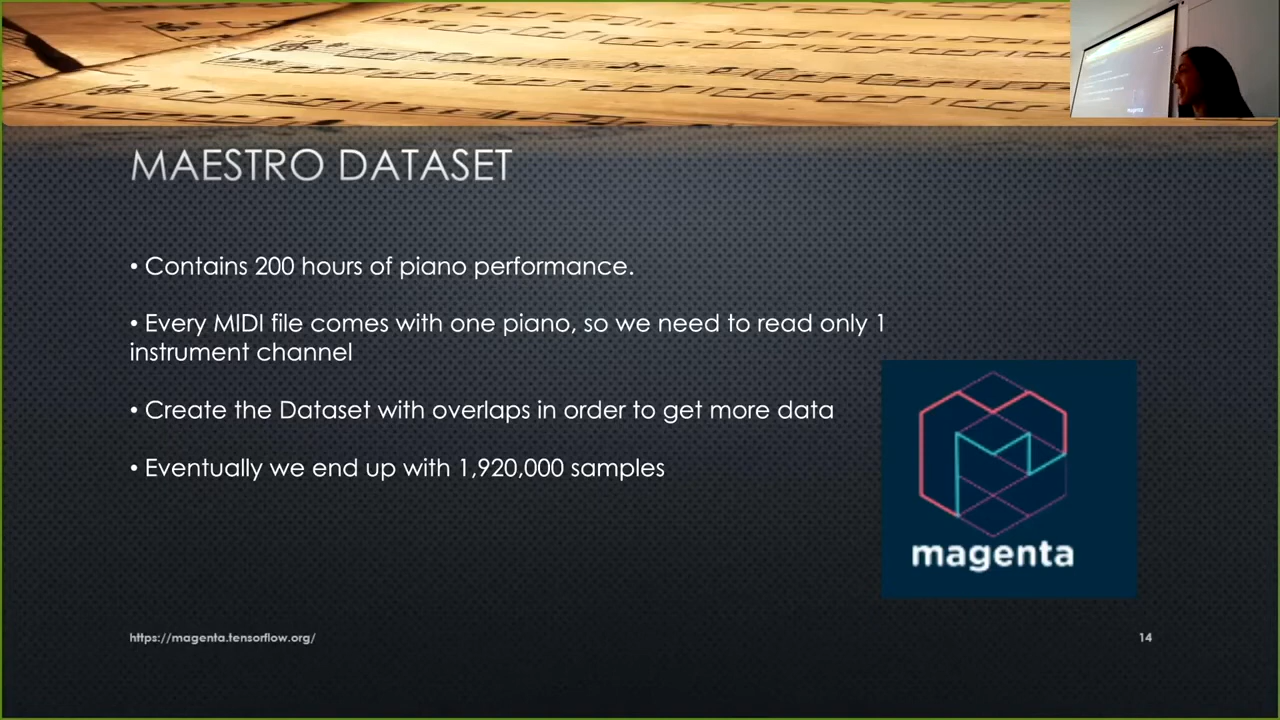 MAESTRO DATASET
• Contains 200 hours of piano performance.
• Every MIDI file comes with one piano, so we need to read only 1
instrument channel
• Create the Dataset with overlaps in order to get more data
• Eventually we end up with 1,920,000 samples
magenta
https://magenta.tensorflow.org/
14